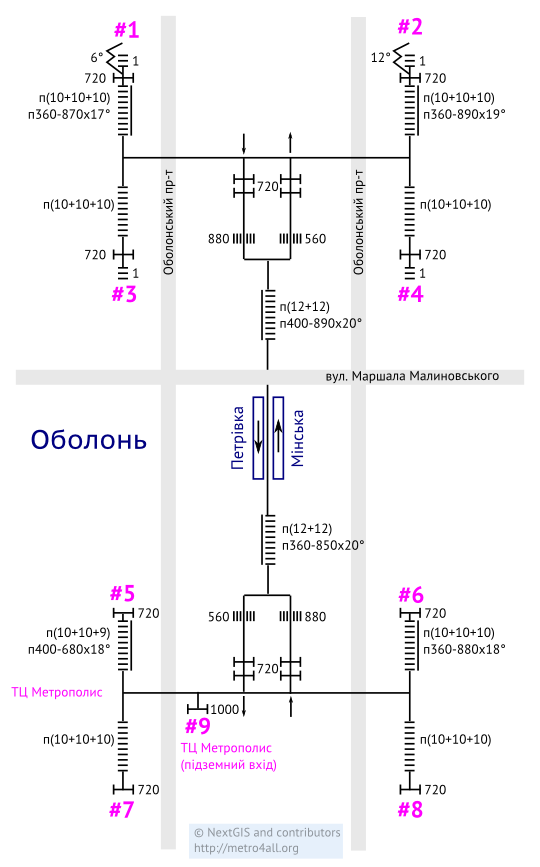 #1
#2
6°
1
12°
1
720
720
п(10+10+10)
п360-870x17°
п(10+10+10)
п360-890x19°
720
Оболонський пр-т
Оболонський пр-т
п(10+10+10)
п(10+10+10)
880
560
720
720
1
1
#3
#4
п(12+12)
п400-890x20°
вул. Маршала Малиновського
Оболонь
Петрівка
Мінська
п(12+12)
п360-850x20°
#5
#6
720
720
560
880
п(10+10+9)
п400-680x18°
п(10+10+10)
п360-880x18°
720
ТЦ Метрополис
1000
#9
ТЦ Метрополис
(підземний вхід)
п(10+10+10)
п(10+10+10)
720
720
#7
#8
© NextGIS and contributors
http://metro4all.org